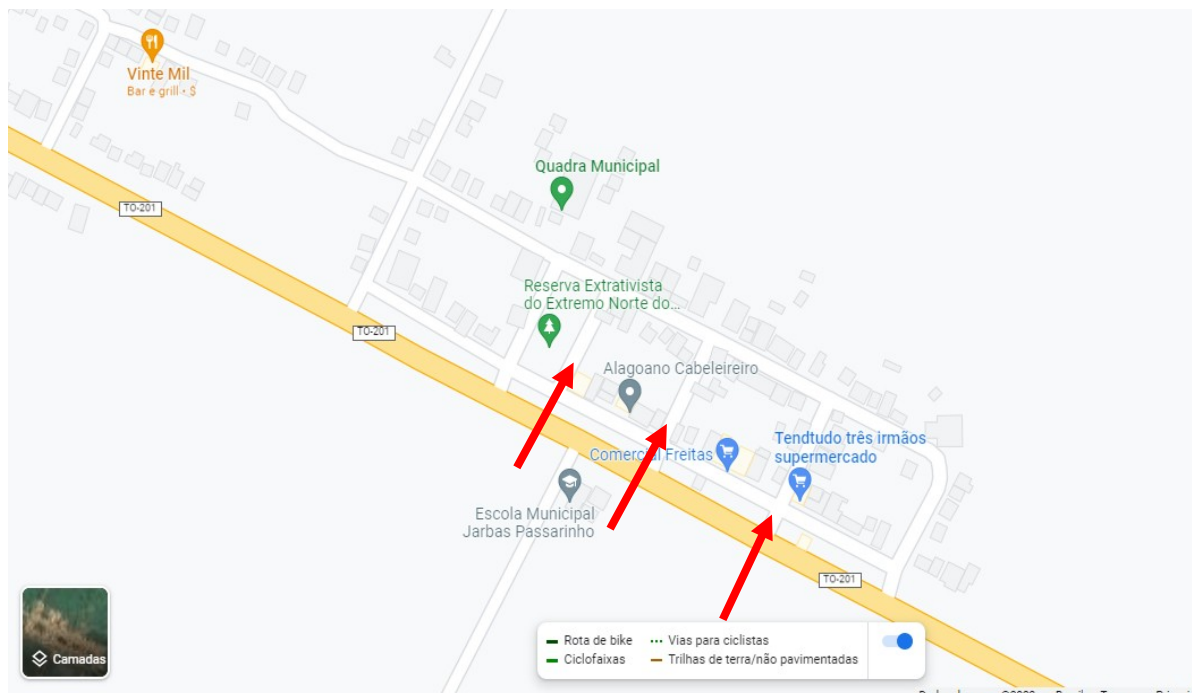 Vinte Mil
Bar e grill • $
TO-201
Quadra Municipal
Reserva Extrativista
do Extremo Norte do...
TO-201
Alagoano Cabeleireiro
Comercial Freitas
Tendtudo três irmãos
supermercado
Escola Municipal
Jarbas Passarinho
TO-201
Camadas
Rota de bike
Vias para ciclistas
Ciclofaixas
Trilhas de terra/não pavimentadas